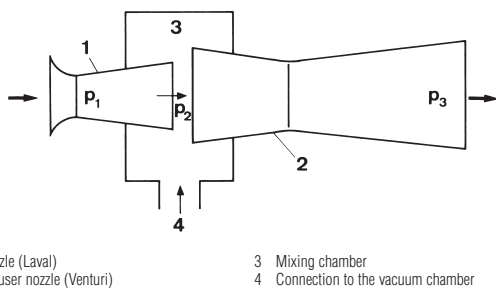 3
1
p1
p2
p3
2
4
zle (Laval)
user nozzle (Venturi)
3 Mixing chamber
4 Connection to the vacuum chamber